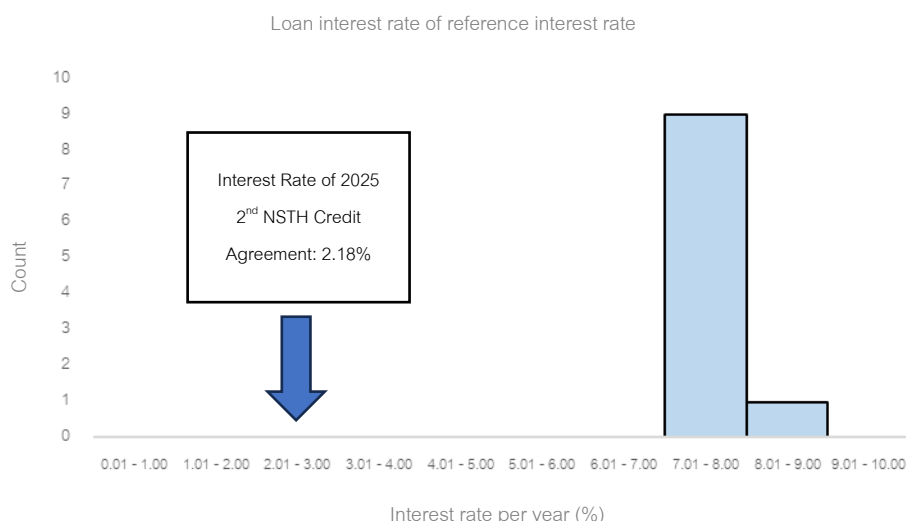 Loan interest rate of reference interest rate
10
9
8
7
6
5
4
3
2
1
0
Count
Interest Rate of 2025
2nd NSTH Credit
Agreement: 2.18%
0.01 - 1.00 1.01 - 2.00 2.01 - 3.00 3.01 - 4.00 4.01 - 5.00 5.01 - 6.00 6.01 - 7.00 7.01 - 8.00 8.01 - 9.00 9.01 - 10.00
Interest rate per year (%)